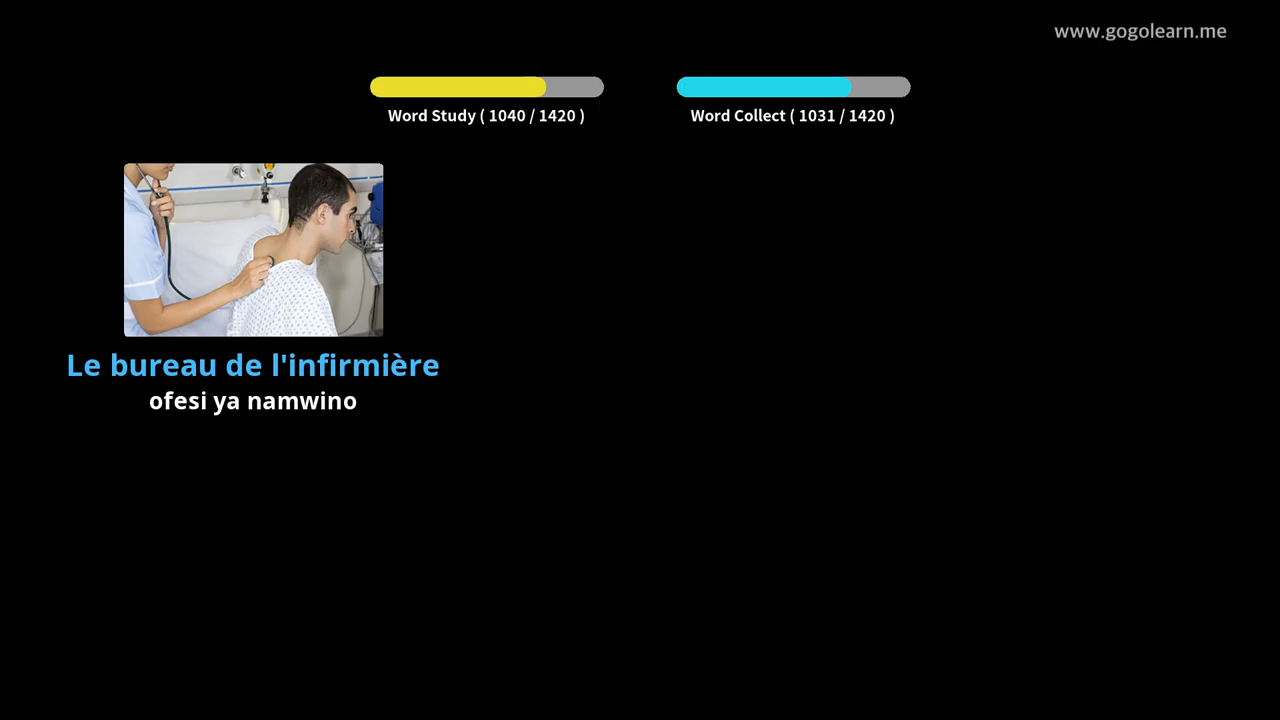 www.gogolearn.me
Word Study ( 1040 / 1420 )
Word Collect ( 1031 / 1420 )
Le bureau de l'infirmière
ofesi ya namwino